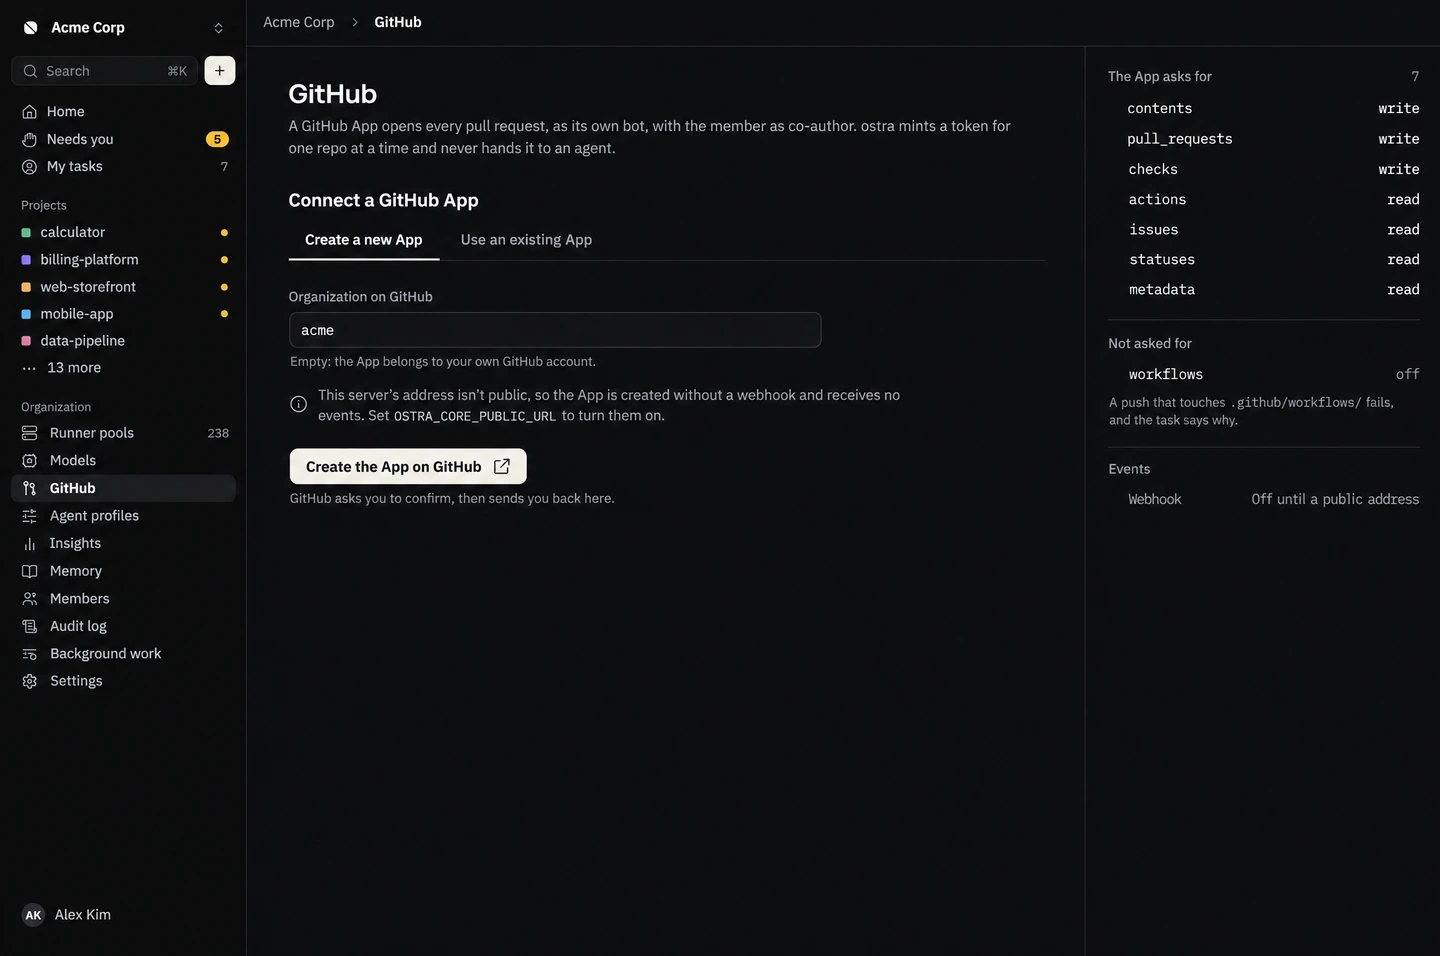 Acme Corp
Search ⌘K +
Home
Needs you 5
My tasks 7
Projects
calculator
billing-platform
web-storefront
mobile-app
data-pipeline
··· 13 more
Organization
Runner pools 238
Models
GitHub
Agent profiles
Insights
Memory
Members
Audit log
Background work
Settings
AK Alex Kim
Acme Corp > GitHub
GitHub
A GitHub App opens every pull request, as its own bot, with the member as co-author. ostra mints a token for
one repo at a time and never hands it to an agent.
Connect a GitHub App
Create a new App Use an existing App
Organization on GitHub
acme
Empty: the App belongs to your own GitHub account.
This server’s address isn’t public, so the App is created without a webhook and receives no
events. Set OSTRA_CORE_PUBLIC_URL to turn them on.
Create the App on GitHub
GitHub asks you to confirm, then sends you back here.
The App asks for 7
contents write
pull_requests write
checks write
actions read
issues read
statuses read
metadata read
Not asked for
workflows off
A push that touches .github/workflows/ fails,
and the task says why.
Events
Webhook Off until a public address